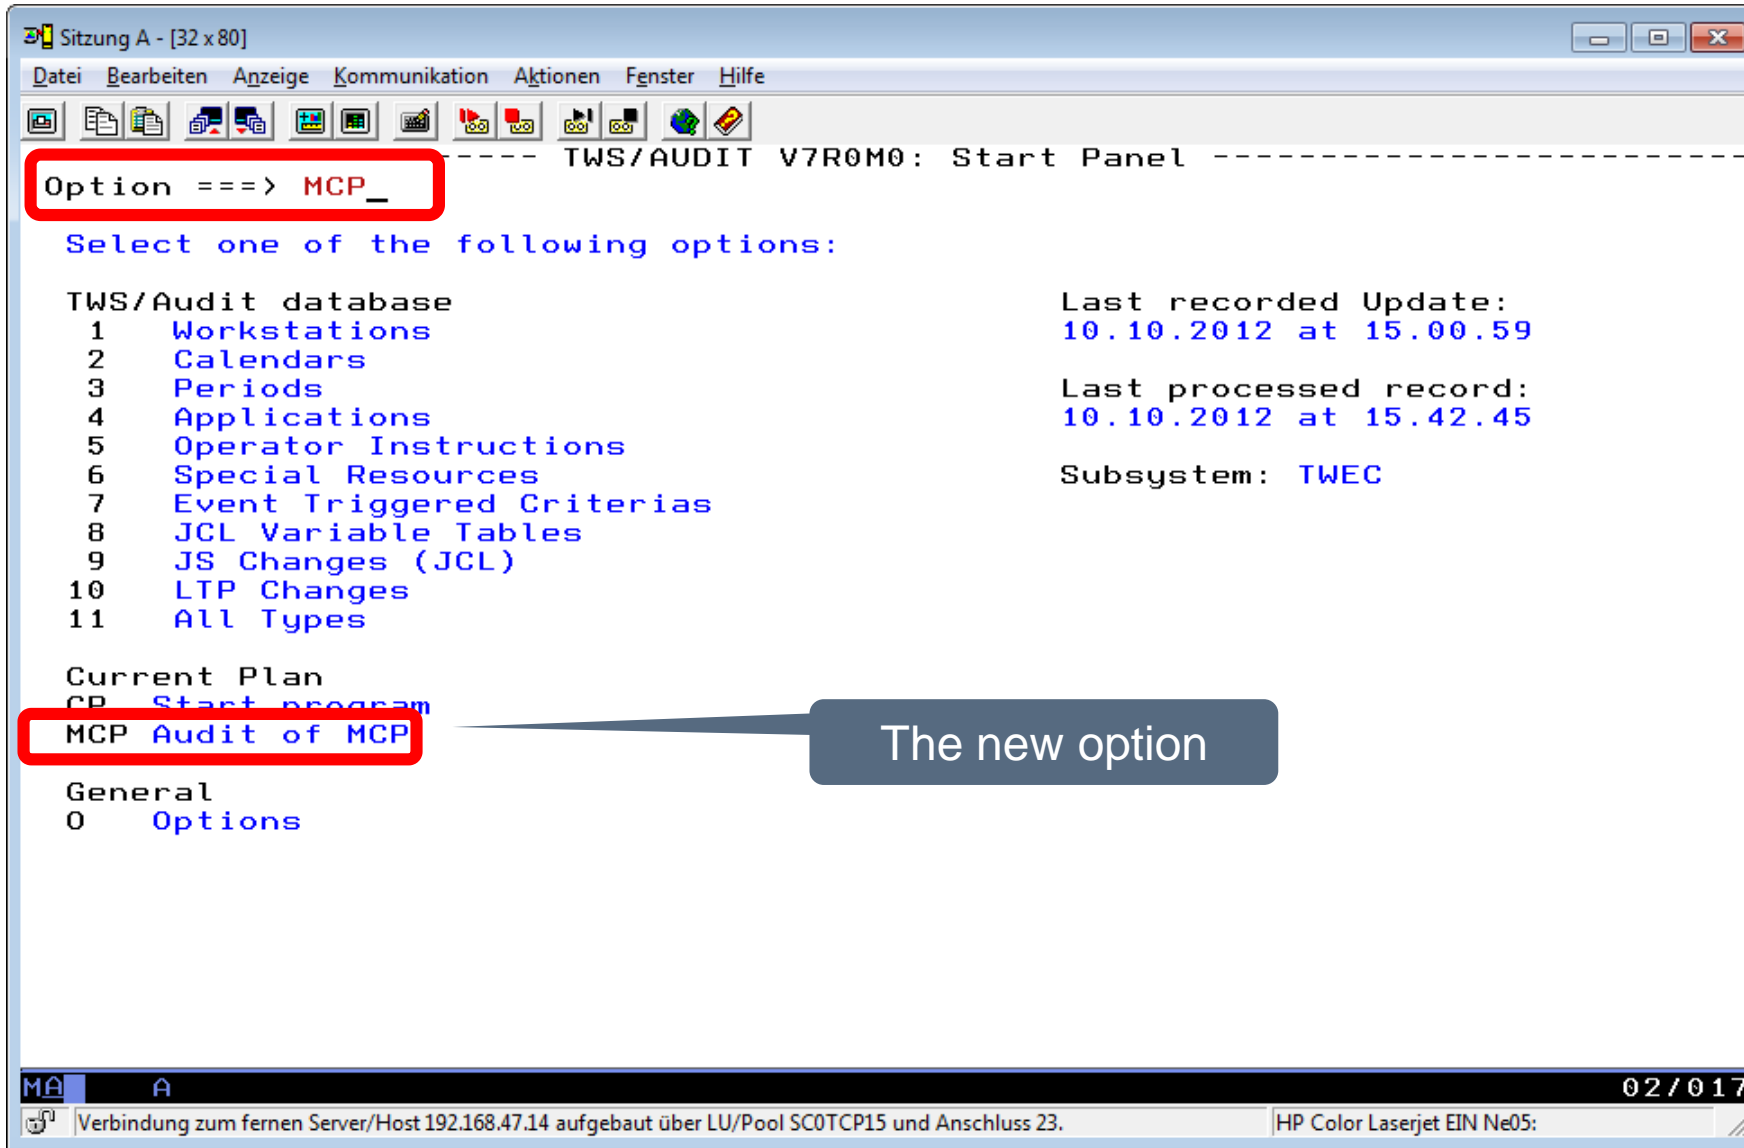 Sitzung A - [32 x 80]
Datei Bearbeiten Anzeige Kommunikation Aktionen Fenster Hilfe
----- TWS/AUDIT V7R0M0: Start Panel -------------------------
Option ===> MCP_
Select one of the following options:
TWS/Audit database Last recorded Update:
1 Workstations 10.10.2012 at 15.00.59
2 Calendars
3 Periods Last processed record:
4 Applications 10.10.2012 at 15.42.45
5 Operator Instructions
6 Special Resources Subsystem: TWEC
7 Event Triggered Criterias
8 JCL Variable Tables
9 JS Changes (JCL)
10 LTP Changes
11 All Types
Current Plan
CP Start program
MCP Audit of MCP
The new option
General
O Options
MA A 02/017
Verbindung zum fernen Server/Host 192.168.47.14 aufgebaut über LU/Pool SC0TCP15 und Anschluss 23. HP Color Laserjet EIN Ne05: